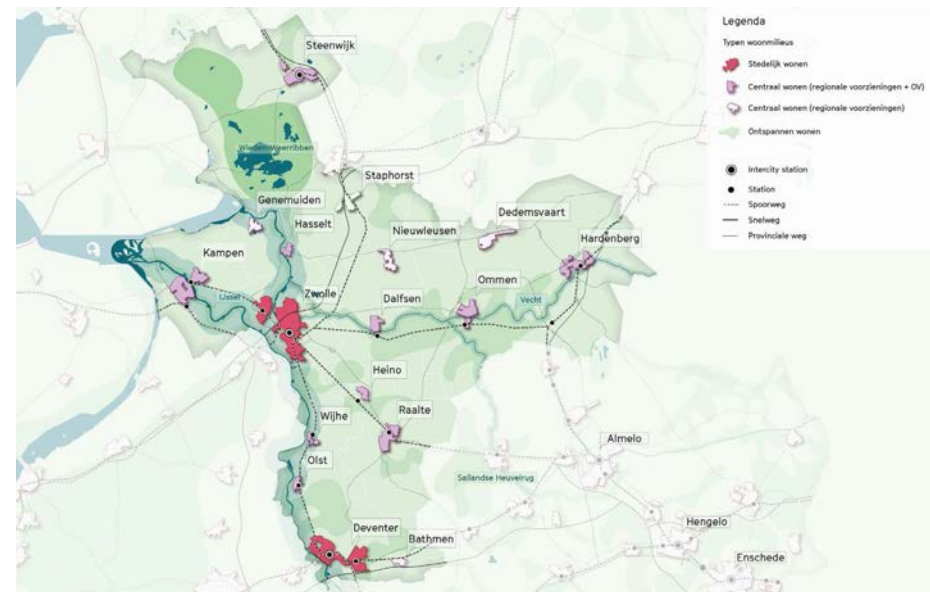 Legenda
Typen woonmilieus
Stedelijk wonen
Centraal wonen (regionale voorzieningen + OV)
Centraal wonen (regionale voorzieningen)
Ontspannen wonen
Intercity station
Station
Spoorweg
Snelweg
Provinciale weg
Steenwijk
Wieden-Weerribben
Staphorst
Genemuiden
Hasselt
Nieuwleusen
Dedemsvaart
Hardenberg
Kampen
IJssel
Zwolle
Dalfsen
Ommen
Vecht
Heino
Wijhe
Raalte
Olst
Sallandse Heuvelrug
Almelo
Deventer
Bathmen
Hengelo
Enschede